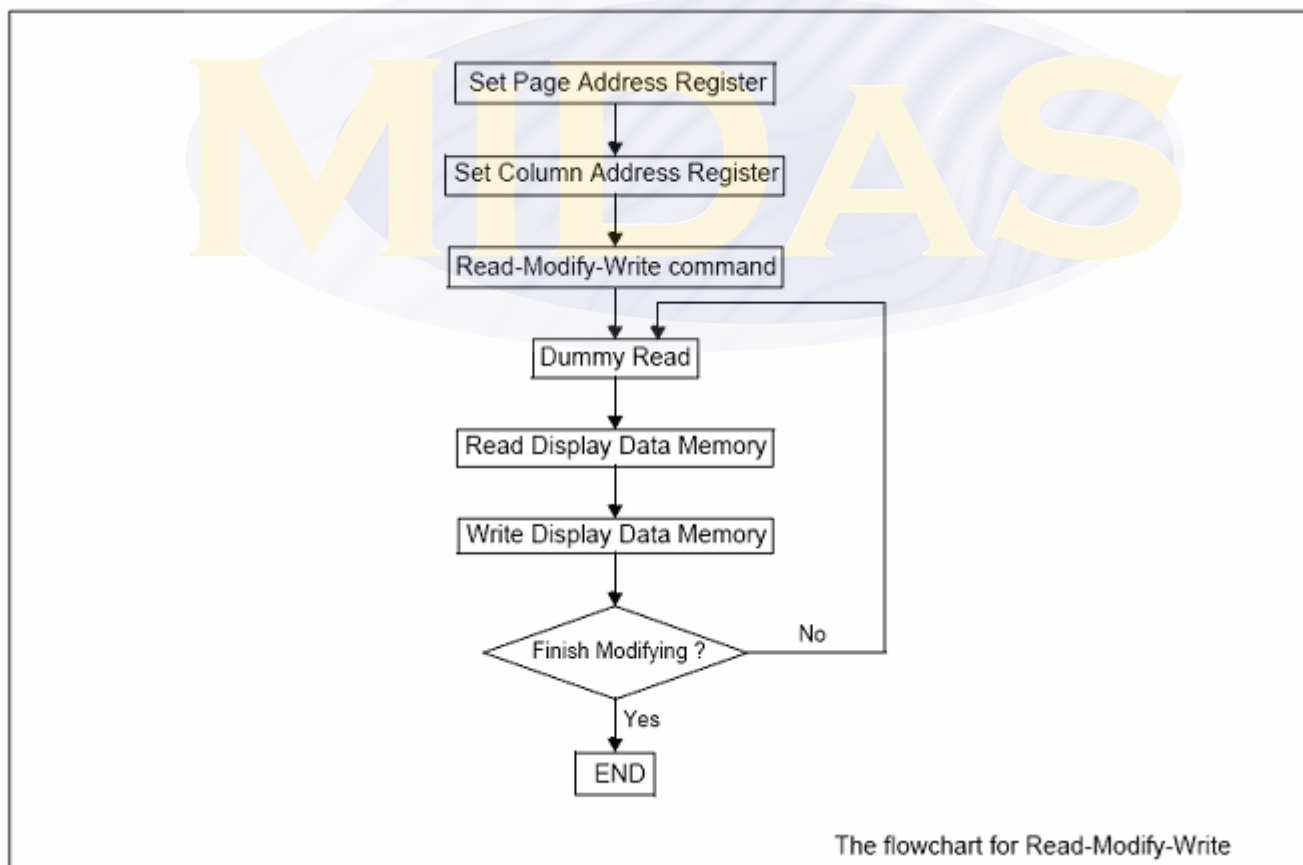 MIDAS
Set Page Address Register
Set Column Address Register
Read-Modify-Write command
Dummy Read
Read Display Data Memory
Write Display Data Memory
Finish Modifying ?
No
Yes
END
The flowchart for Read-Modify-Write